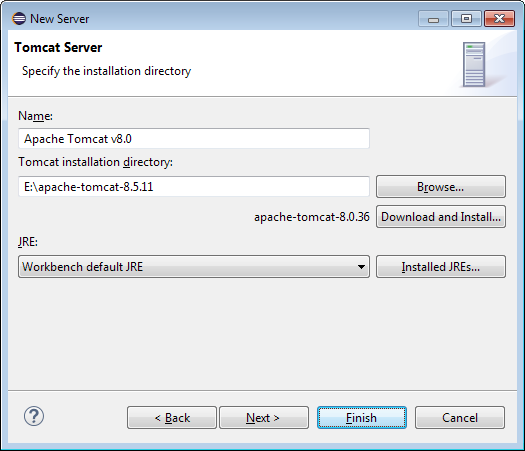 New Server
Tomcat Server
Specify the installation directory
Name:
Apache Tomcat v8.0
Tomcat installation directory:
E:\apache-tomcat-8.5.11
Browse...
apache-tomcat-8.0.36
Download and Install...
JRE:
Workbench default JRE
Installed JREs...
?
< Back
Next >
Finish
Cancel